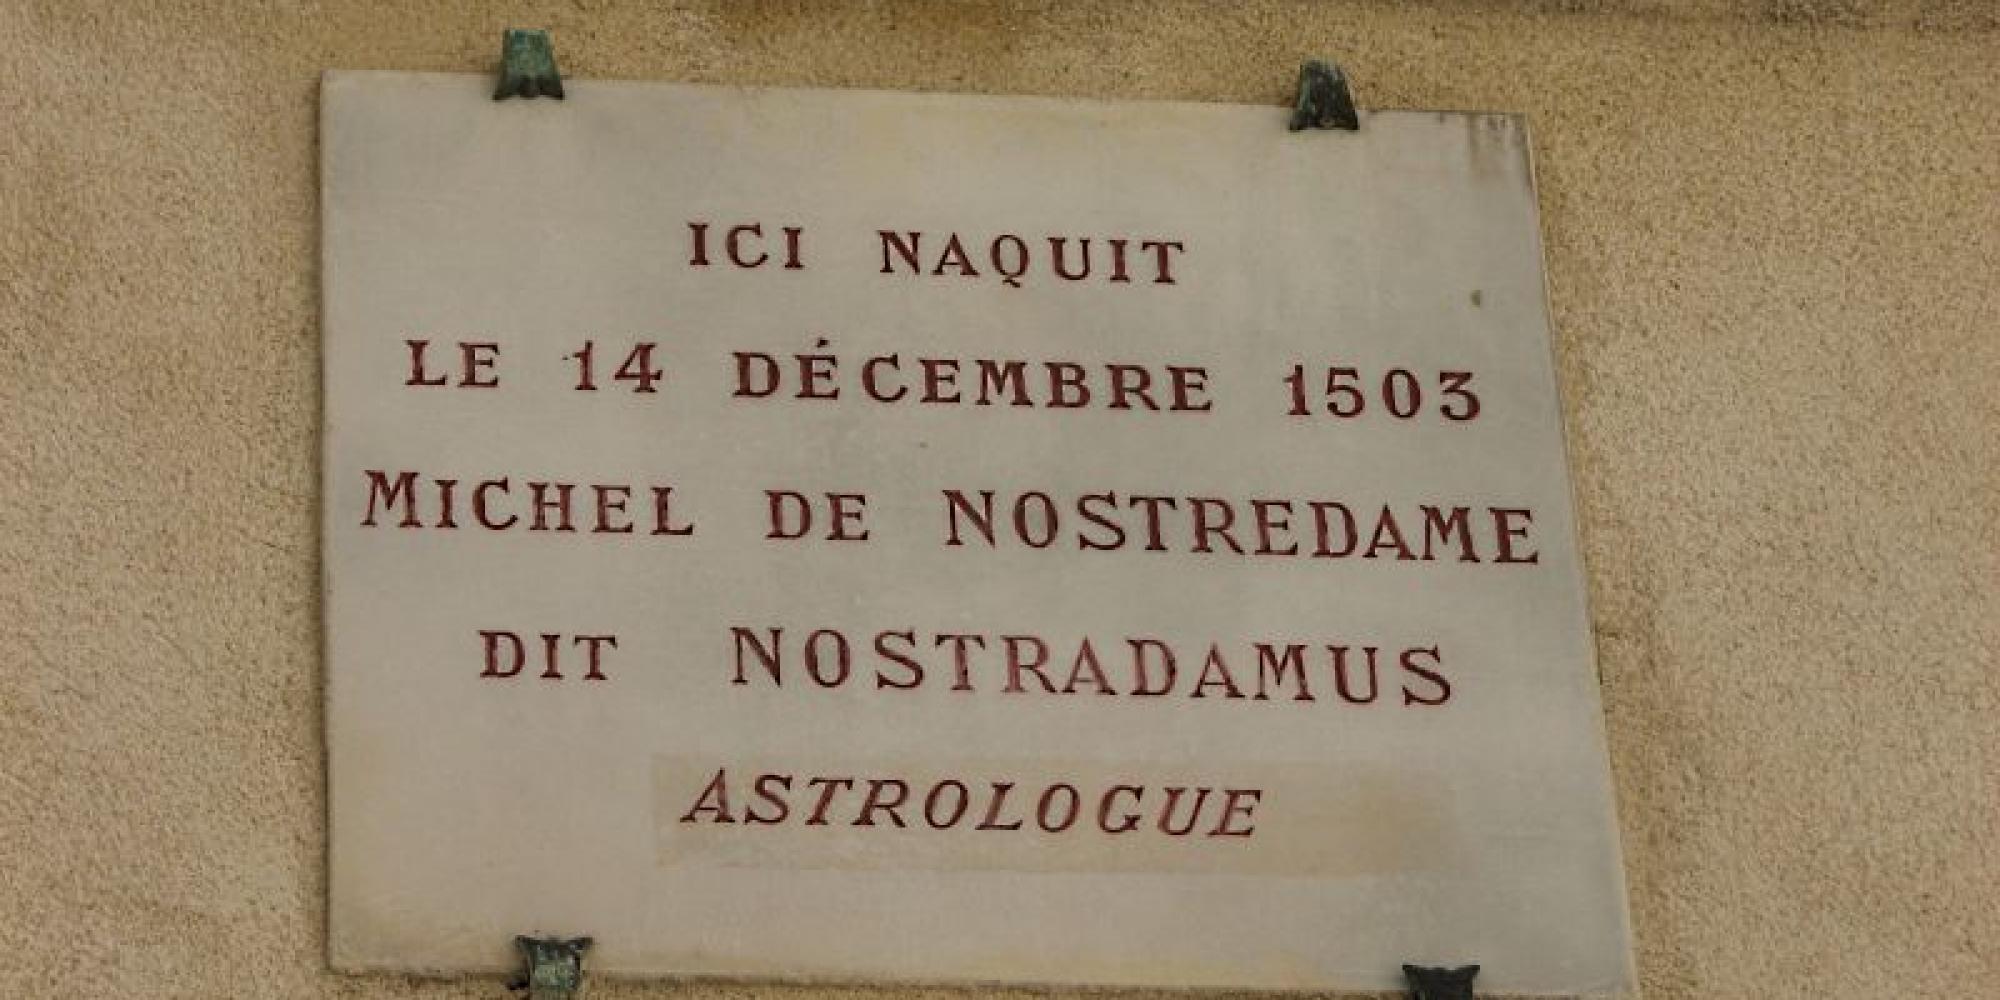 ICI NAQUIT
LE 14 DÉCEMBRE 1503
MICHEL DE NOSTREDAME
DIT NOSTRADAMUS
ASTROLOGUE